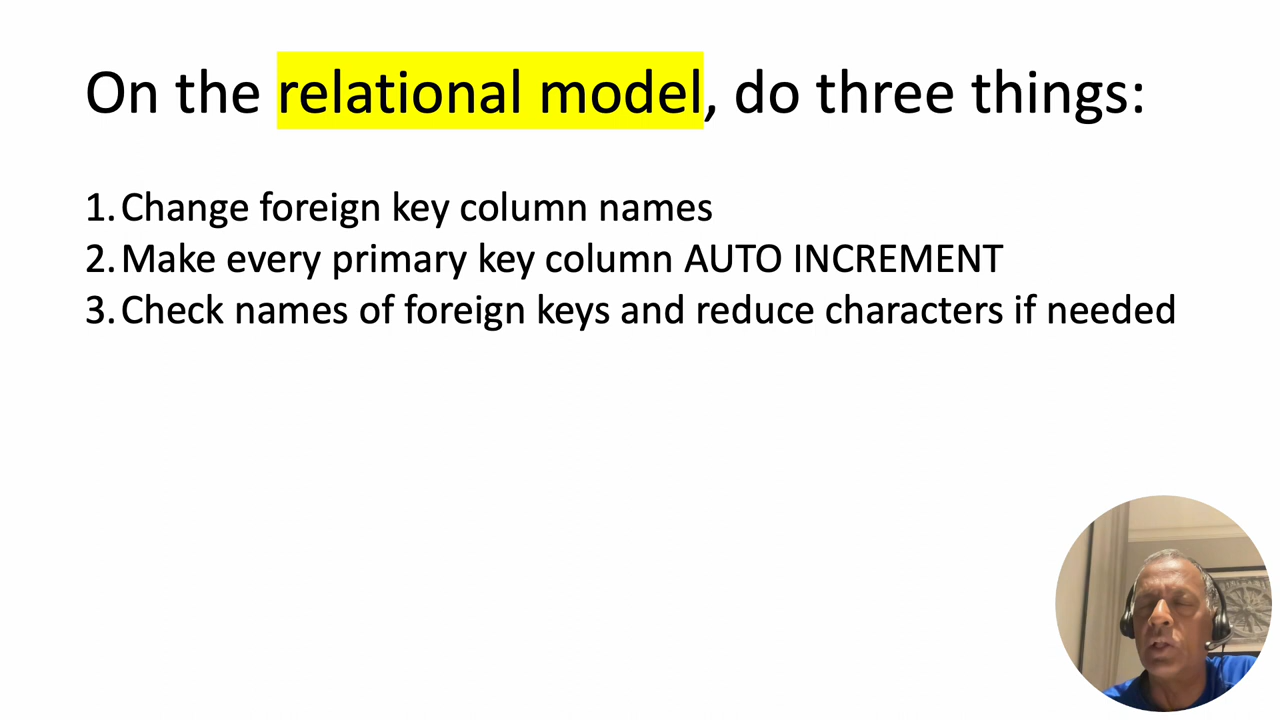 On the relational model, do three things:
1. Change foreign key column names
2. Make every primary key column AUTO INCREMENT
3. Check names of foreign keys and reduce characters if needed